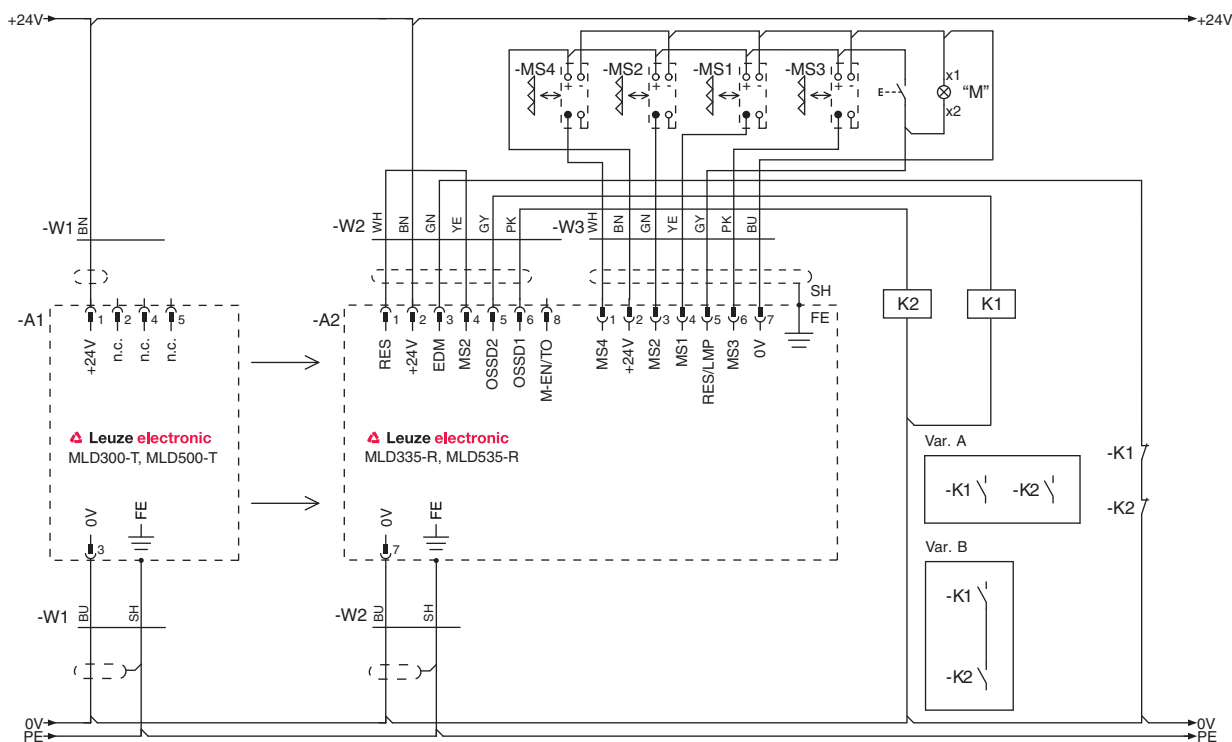 +24V +24V
-MS4 -MS2 -MS1 -MS3
+ - + - + - + -
E
x1
"M"
x2
-W1 BN
-W2 WH BN GN YE GY PK
-W3 WH BN GN YE GY PK BU
SH
FE
K2 K1
-A1 1 2 4 5
+24V n.c. n.c. n.c.
-A2 1 2 3 4 5 6 8
RES +24V EDM MS2 OSSD2 OSSD1 M-EN/TO
1 2 3 4 5 6 7
MS4 +24V MS2 MS1 RES/LMP MS3 0V
Leuze electronic
MLD300-T, MLD500-T
Leuze electronic
MLD335-R, MLD535-R
0V FE
3
0V FE
7
Var. A
-K1 -K2
Var. B
-K1
-K2
-K1
-K2
-W1 BU SH
-W2 BU SH
0V 0V
PE PE